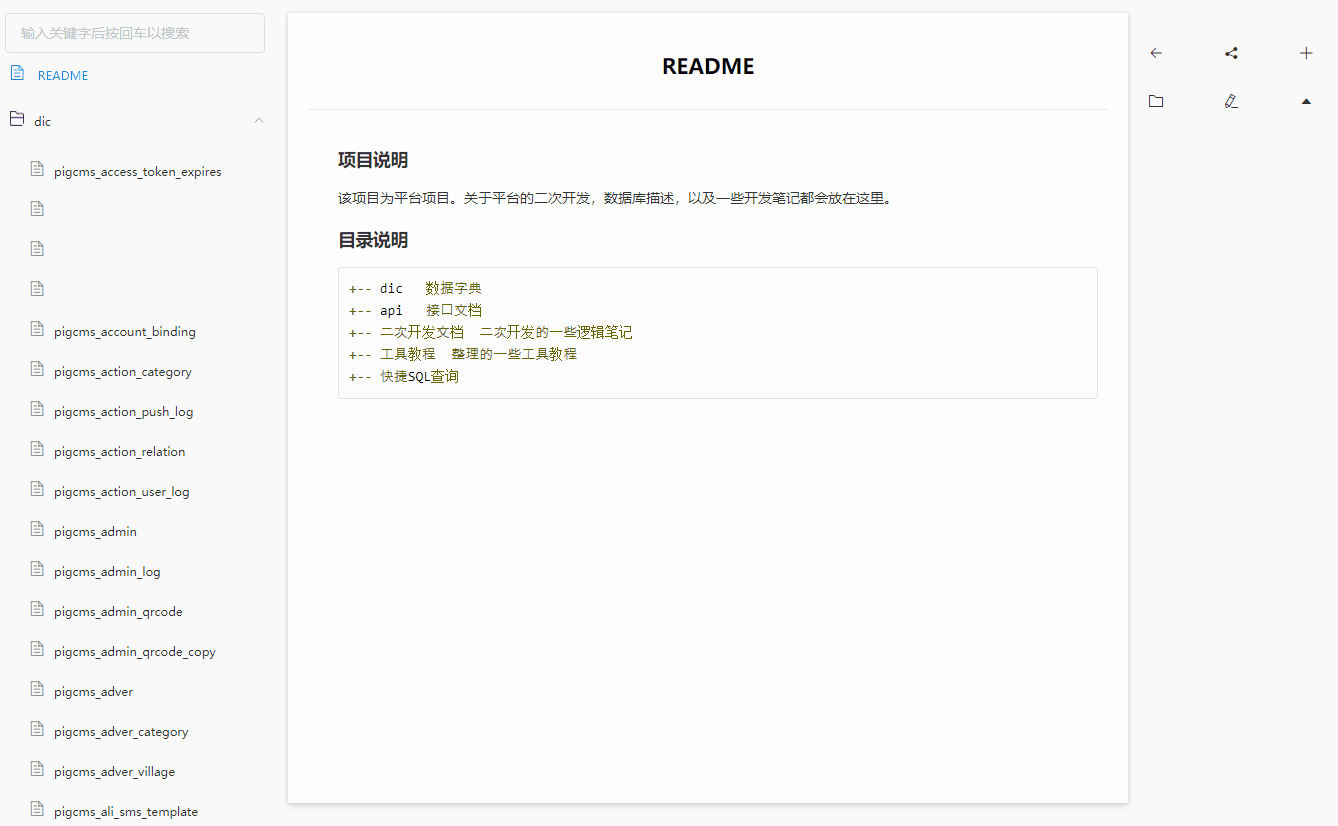 输入关键字后按回车以搜索
README
dic
pigcms_access_token_expires
pigcms_account_binding
pigcms_action_category
pigcms_action_push_log
pigcms_action_relation
pigcms_action_user_log
pigcms_admin
pigcms_admin_log
pigcms_admin_qrcode
pigcms_admin_qrcode_copy
pigcms_adver
pigcms_adver_category
pigcms_adver_village
pigcms_ali_sms_template
README
项目说明
该项目为平台项目。关于平台的二次开发，数据库描述，以及一些开发笔记都会放在这里。
目录说明
+-- dic   数据字典
+-- api   接口文档
+-- 二次开发文档  二次开发的一些逻辑笔记
+-- 工具教程  整理的一些工具教程
+-- 快捷SQL查询